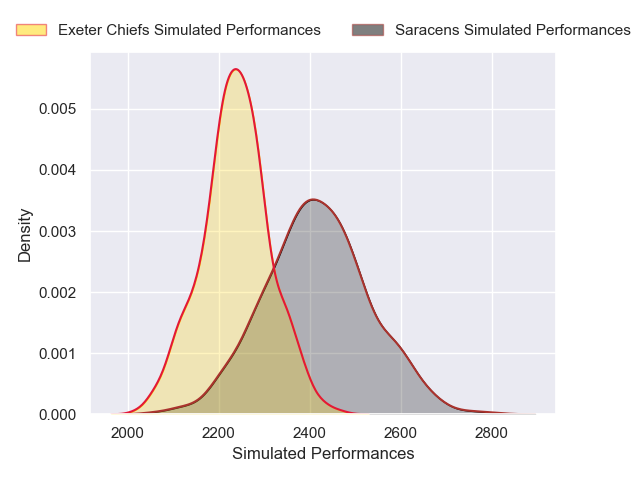 Exeter Chiefs Simulated Performances Saracens Simulated Performances
0.005
0.004
0.003
0.002
0.001
0.000
Density
2000 2200 2400 2600 2800
Simulated Performances